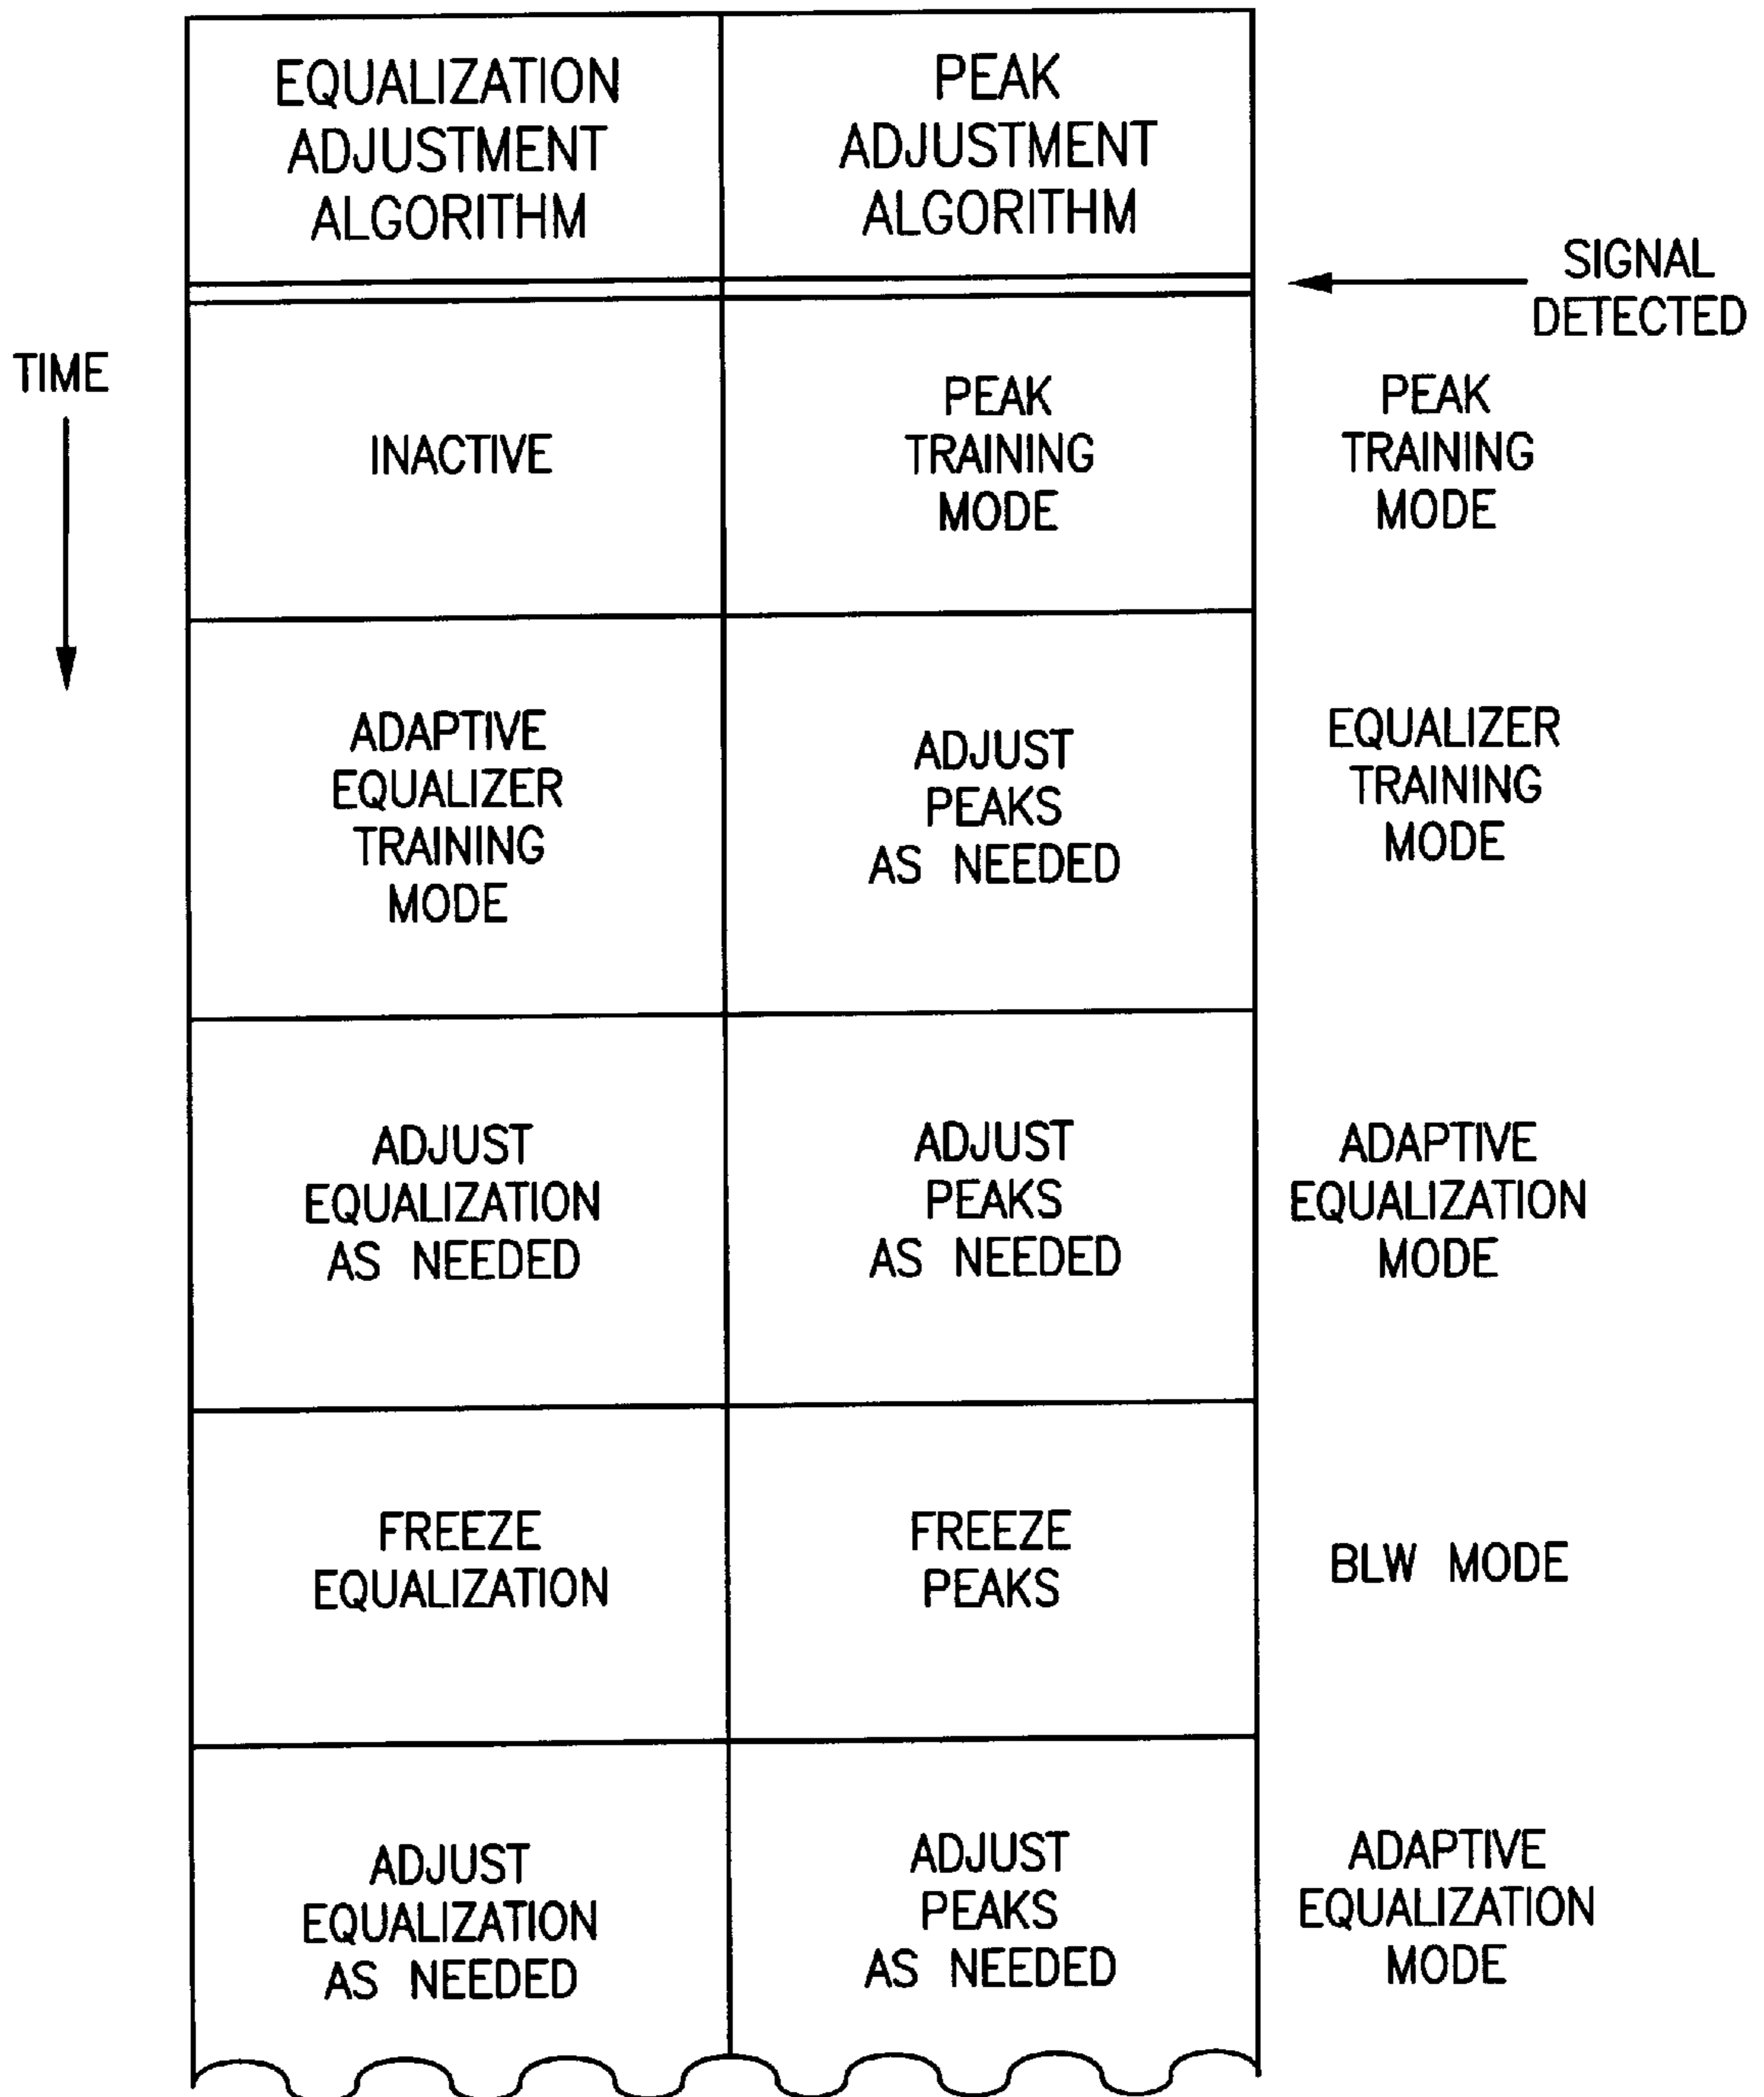 EQUALIZATION
ADJUSTMENT
ALGORITHM
PEAK
ADJUSTMENT
ALGORITHM
SIGNAL
DETECTED
TIME
INACTIVE
PEAK
TRAINING
MODE
PEAK
TRAINING
MODE
ADAPTIVE
EQUALIZER
TRAINING
MODE
ADJUST
PEAKS
AS NEEDED
EQUALIZER
TRAINING
MODE
ADJUST
EQUALIZATION
AS NEEDED
ADJUST
PEAKS
AS NEEDED
ADAPTIVE
EQUALIZATION
MODE
FREEZE
EQUALIZATION
FREEZE
PEAKS
BLW MODE
ADJUST
EQUALIZATION
AS NEEDED
ADJUST
PEAKS
AS NEEDED
ADAPTIVE
EQUALIZATION
MODE